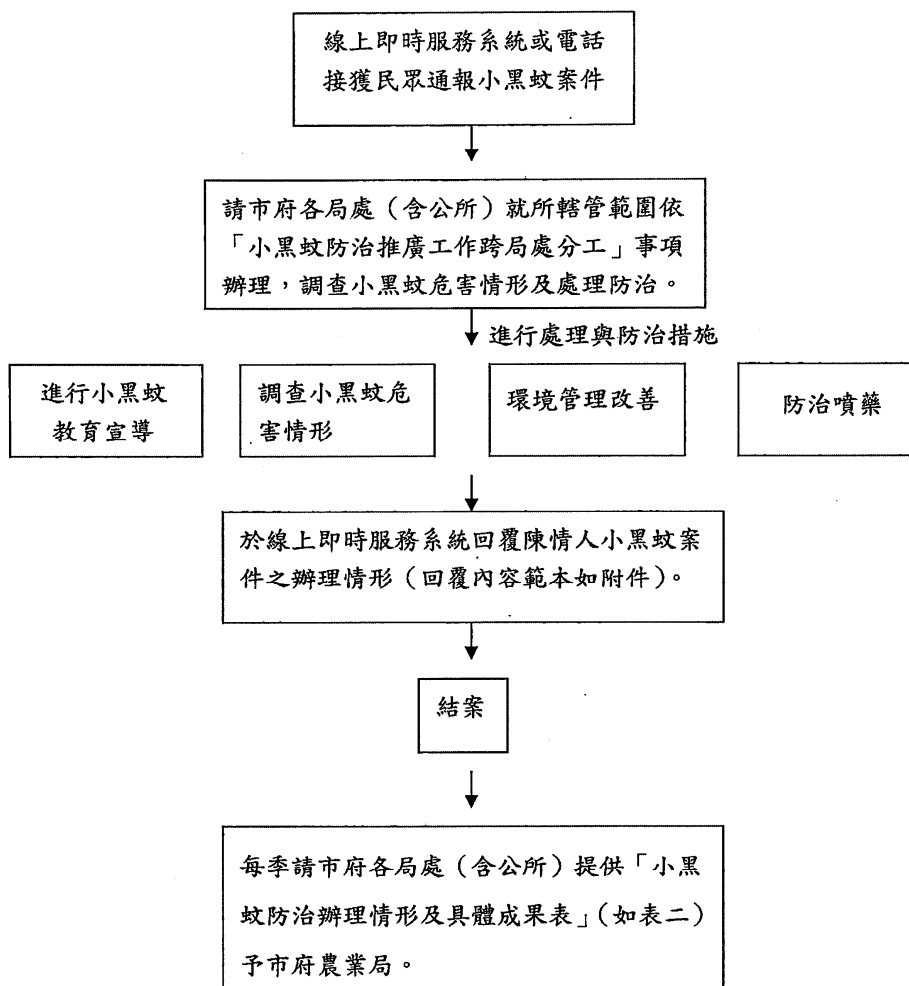 線上即時服務系統或電話
接獲民眾通報小黑蚊案件
請市府各局處（含公所）就所轄管範圍依
「小黑蚊防治推廣工作跨局處分工」事項
辦理，調查小黑蚊危害情形及處理防治。
進行處理與防治措施
進行小黑蚊
教育宣導
調查小黑蚊危
害情形
環境管理改善
防治噴藥
於線上即時服務系統回覆陳情人小黑蚊案
件之辦理情形（回覆內容範本如附件）。
結案
每季請市府各局處（含公所）提供「小黑
蚊防治辦理情形及具體成果表」（如表二）
予市府農業局。